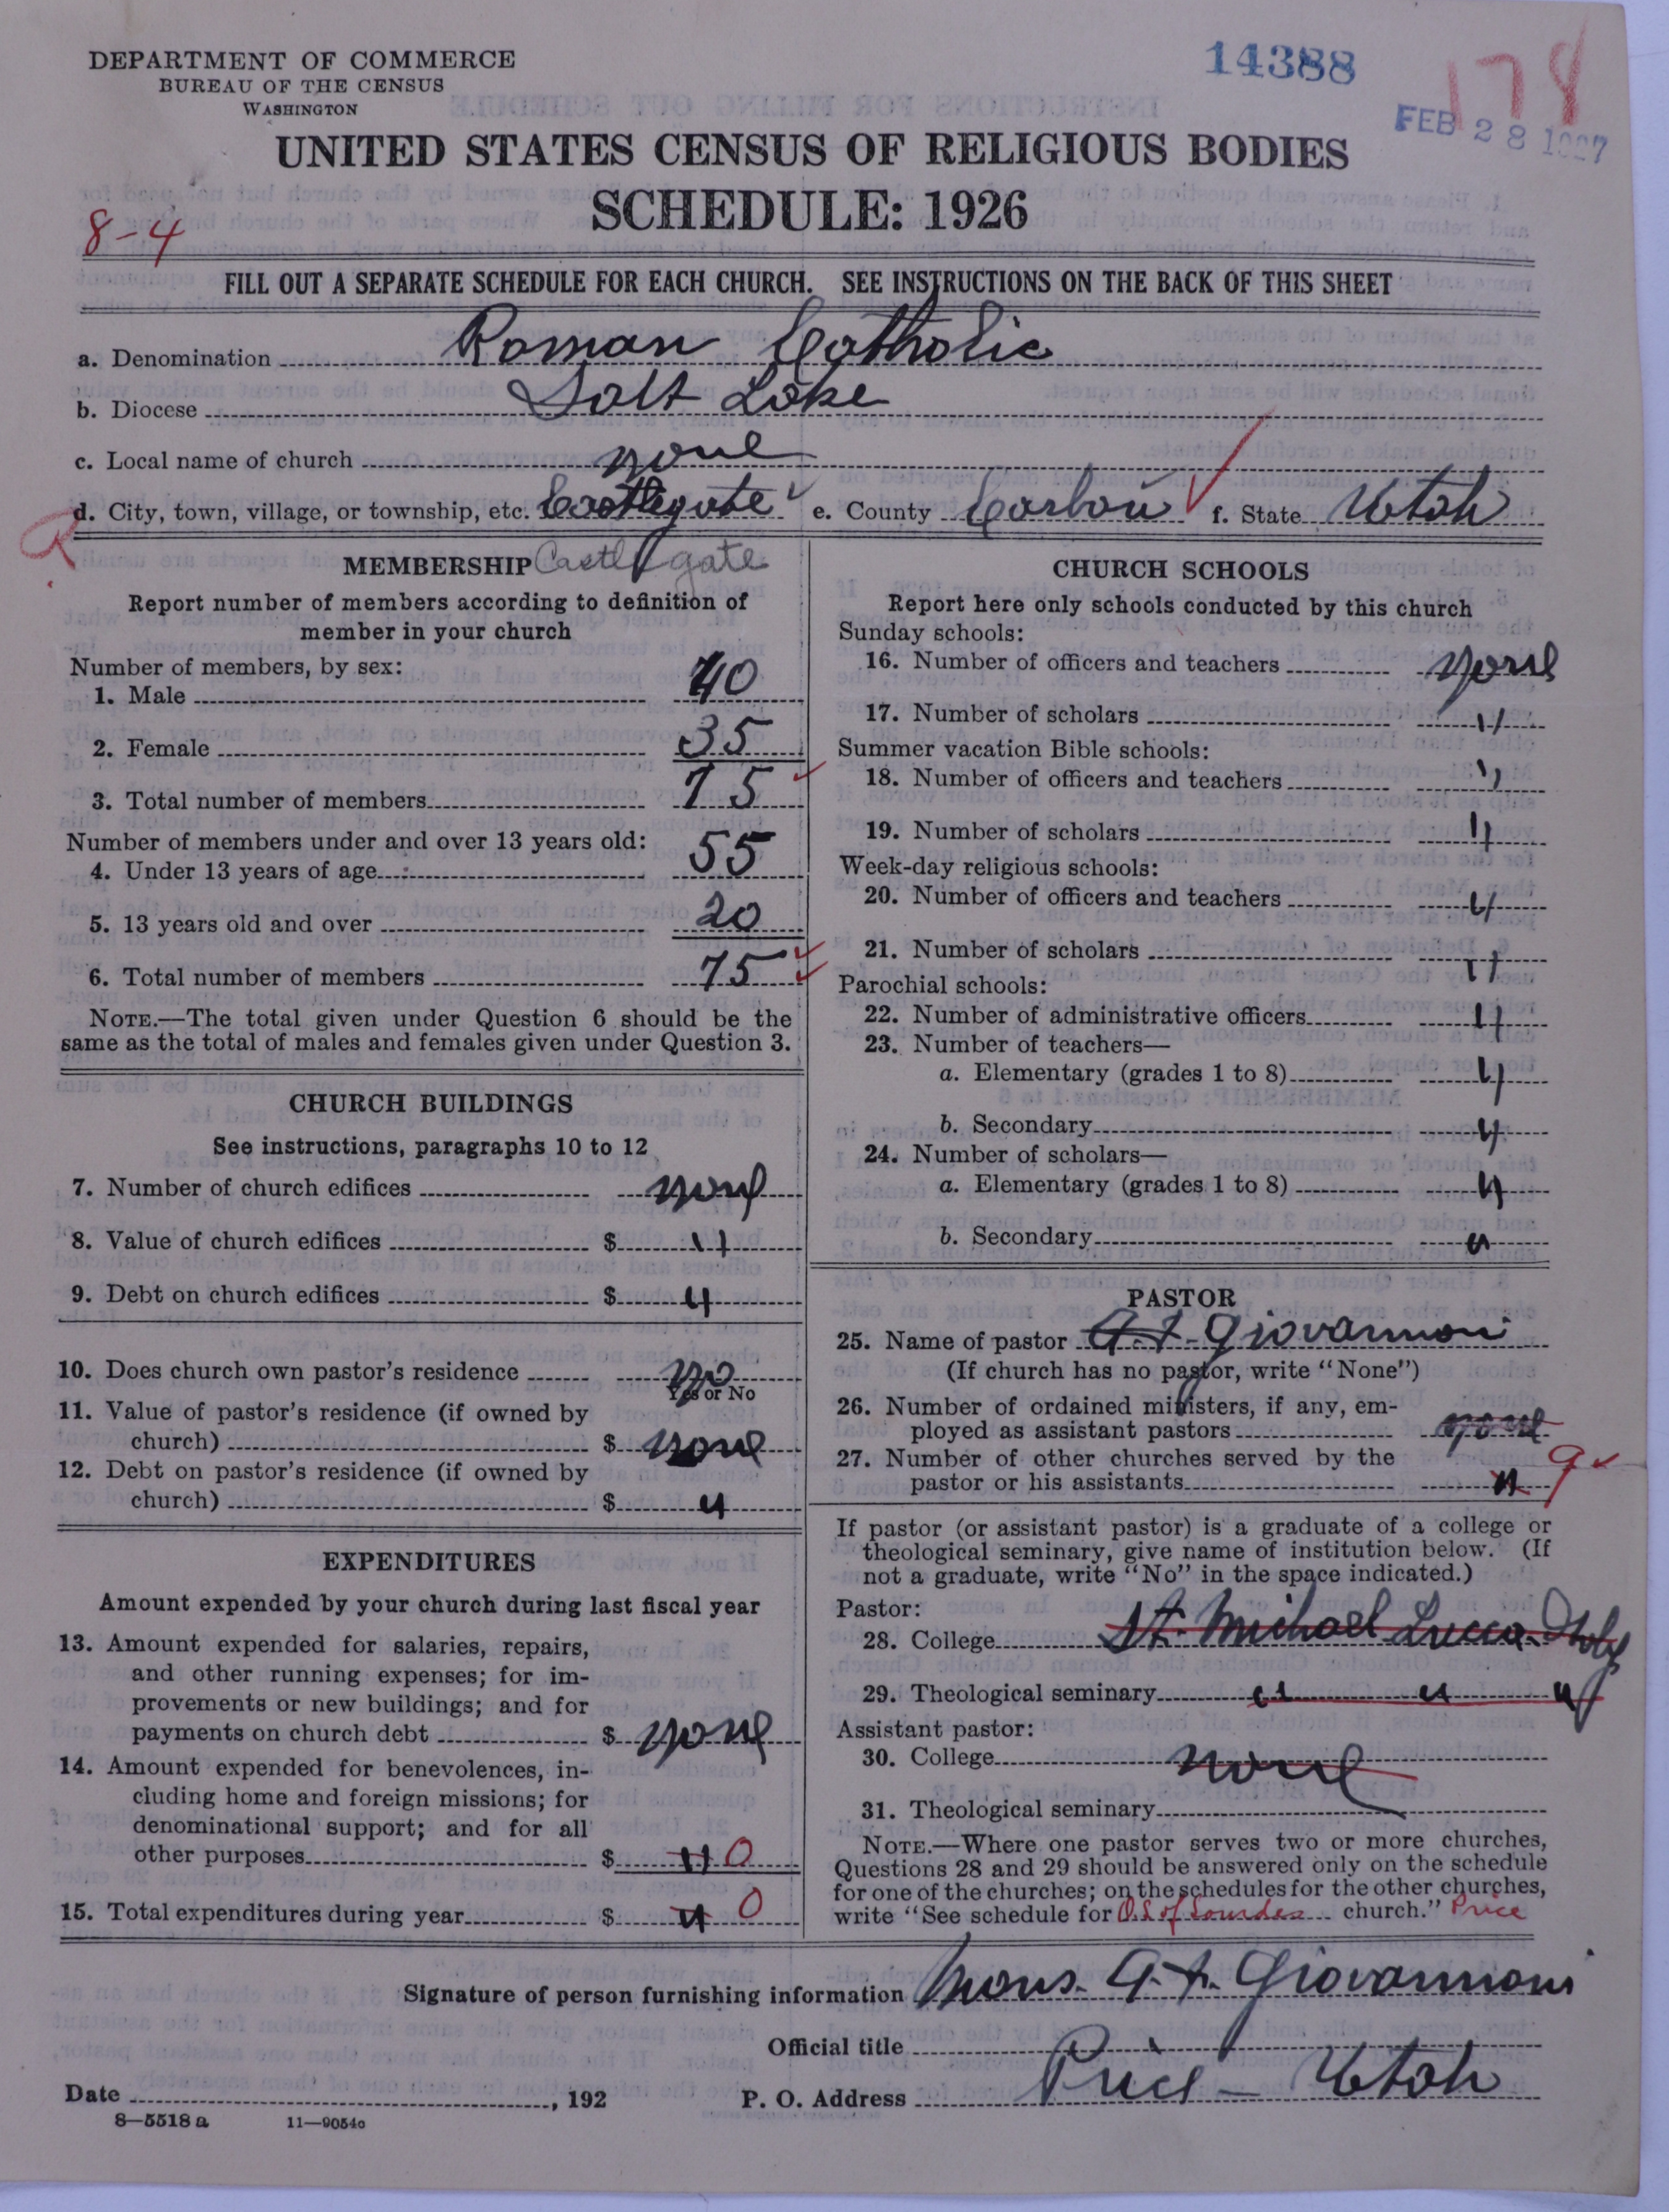 DEPARTMENT OF COMMERCE
BUREAU OF THE CENSUS
WASHINGTON
14388
178
FEB 28 1927
UNITED STATES CENSUS OF RELIGIOUS BODIES
SCHEDULE: 1926
8-4
FILL OUT A SEPARATE SCHEDULE FOR EACH CHURCH. SEE INSTRUCTIONS ON THE BACK OF THIS SHEET
a. Denomination Roman Catholic
b. Diocese Salt Lake
c. Local name of church none
d. City, town, village, or township, etc. Castlegate e. County Carbon f. State Utah
MEMBERSHIP Castle gate
Report number of members according to definition of
member in your church
Number of members, by sex:
1. Male 40
2. Female 35
3. Total number of members 75
Number of members under and over 13 years old:
4. Under 13 years of age 55
5. 13 years old and over 20
6. Total number of members 75
NOTE.—The total given under Question 6 should be the
same as the total of males and females given under Question 3.
CHURCH BUILDINGS
See instructions, paragraphs 10 to 12
7. Number of church edifices none
8. Value of church edifices $ "
9. Debt on church edifices $ "
10. Does church own pastor's residence no
Yes or No
11. Value of pastor's residence (if owned by
church) $ none
12. Debt on pastor's residence (if owned by
church) $ "
EXPENDITURES
Amount expended by your church during last fiscal year
13. Amount expended for salaries, repairs,
and other running expenses; for im-
provements or new buildings; and for
payments on church debt $ none
14. Amount expended for benevolences, in-
cluding home and foreign missions; for
denominational support; and for all
other purposes $ " 0
15. Total expenditures during year $ " 0
CHURCH SCHOOLS
Report here only schools conducted by this church
Sunday schools:
16. Number of officers and teachers none
17. Number of scholars "
Summer vacation Bible schools:
18. Number of officers and teachers "
19. Number of scholars "
Week-day religious schools:
20. Number of officers and teachers "
21. Number of scholars "
Parochial schools:
22. Number of administrative officers "
23. Number of teachers—
a. Elementary (grades 1 to 8) "
b. Secondary "
24. Number of scholars—
a. Elementary (grades 1 to 8) "
b. Secondary "
PASTOR
25. Name of pastor A. F. Giovannoni
(If church has no pastor, write "None")
26. Number of ordained ministers, if any, em-
ployed as assistant pastors none
27. Number of other churches served by the
pastor or his assistants " 9
If pastor (or assistant pastor) is a graduate of a college or
theological seminary, give name of institution below. (If
not a graduate, write "No" in the space indicated.)
Pastor:
28. College St. Michael Lucca Italy
29. Theological seminary " " "
Assistant pastor:
30. College none
31. Theological seminary
NOTE.—Where one pastor serves two or more churches,
Questions 28 and 29 should be answered only on the schedule
for one of the churches; on the schedules for the other churches,
write "See schedule for O. L. of Lourdes church." Price
Signature of person furnishing information Mons. A. F. Giovannoni
Official title
Date , 192 P. O. Address Price - Utah
8—5518 a 11—9054c